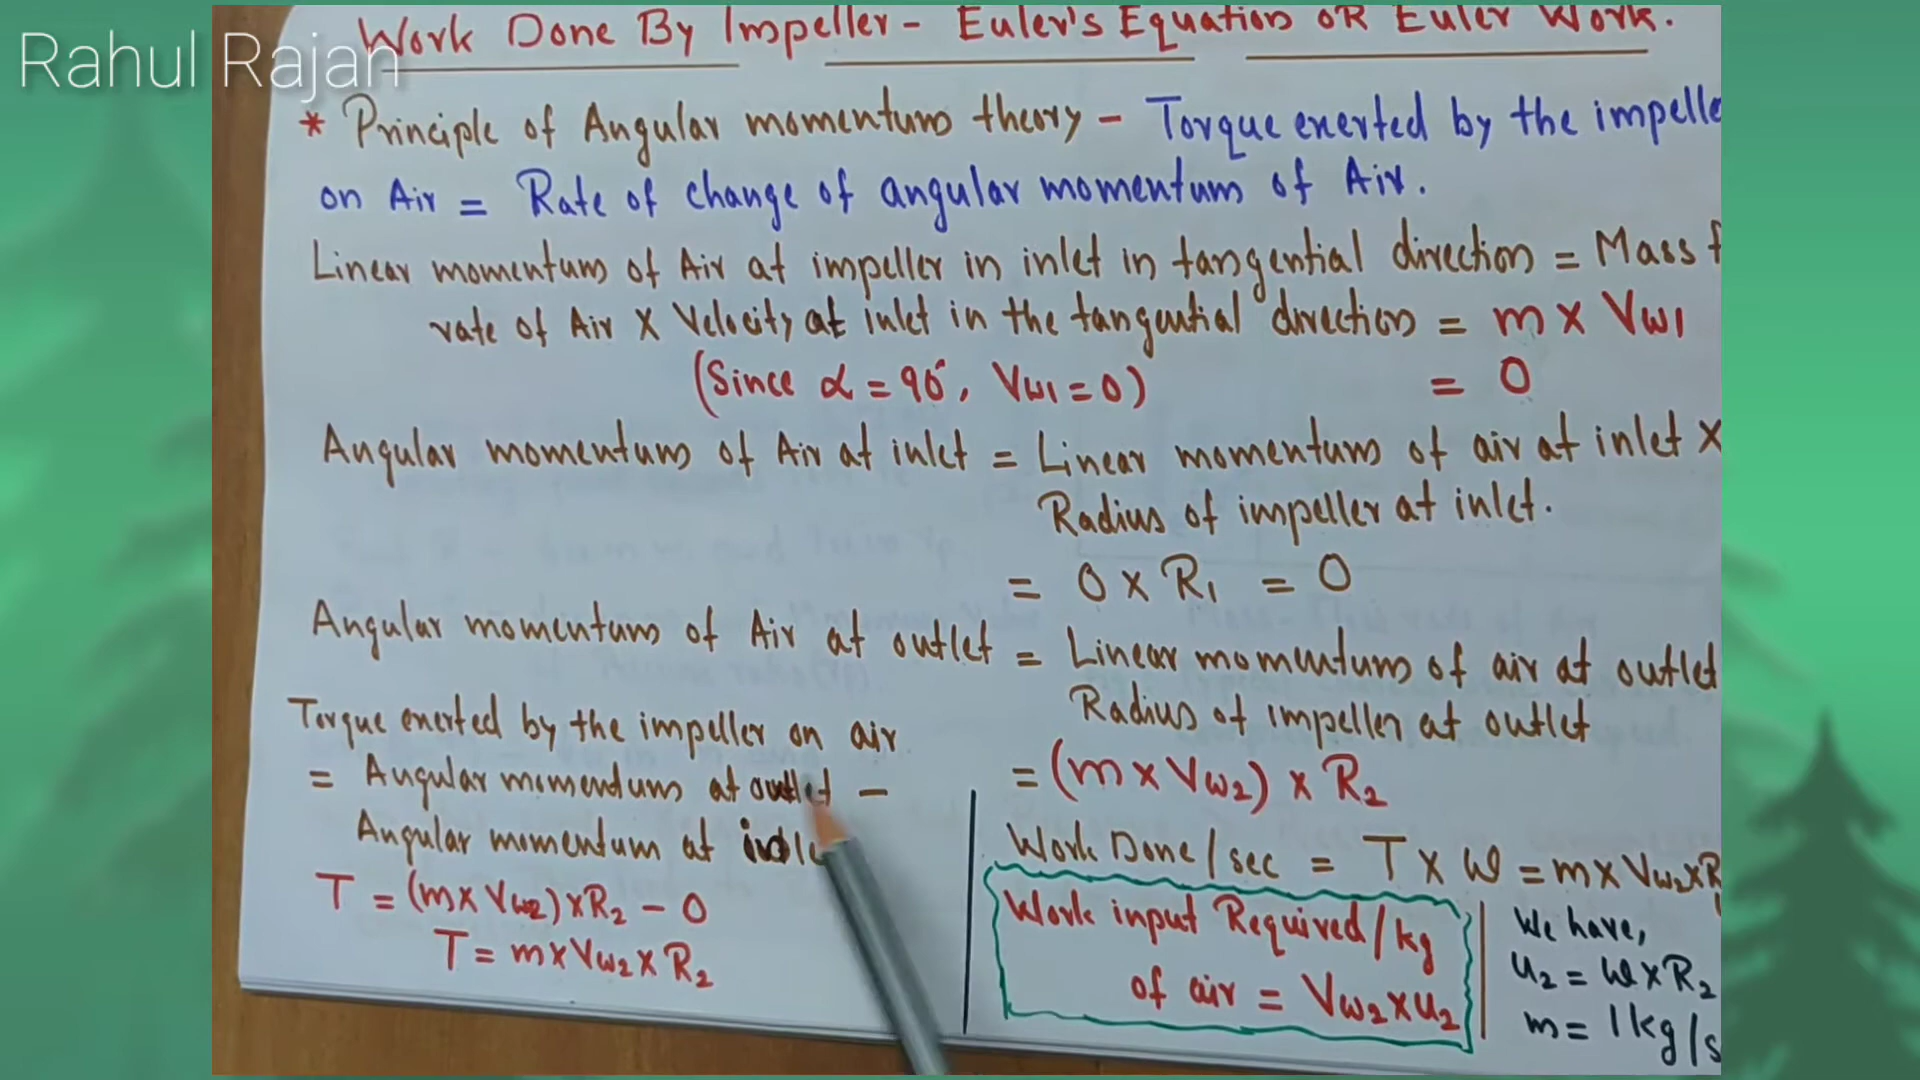 Rahul Rajan
Work Done By Impeller - Euler's Equation OR Euler Work.
* Principle of Angular momentum theory - Torque exerted by the impelle
on Air = Rate of change of angular momentum of Air.
Linear momentum of Air at impeller in inlet in tangential direction = Mass f
rate of Air X Velocity at inlet in the tangential direction = m x Vw1
(Since α = 90°, Vw1 = 0) = 0
Angular momentum of Air at inlet = Linear momentum of air at inlet X
Radius of impeller at inlet.
= 0 x R1 = 0
Angular momentum of Air at outlet = Linear momentum of air at outlet
Radius of impeller at outlet
= (m x Vw2) x R2
Torque exerted by the impeller on air
= Angular momentum at outlet -
Angular momentum at inle
T = (m x Vw2) x R2 - 0
T = m x Vw2 x R2
Work Done / sec = T x ω = m x Vw2 x R
Work input Required / kg
of air = Vw2 x u2
We have,
u2 = ω x R2
m = 1 kg/s